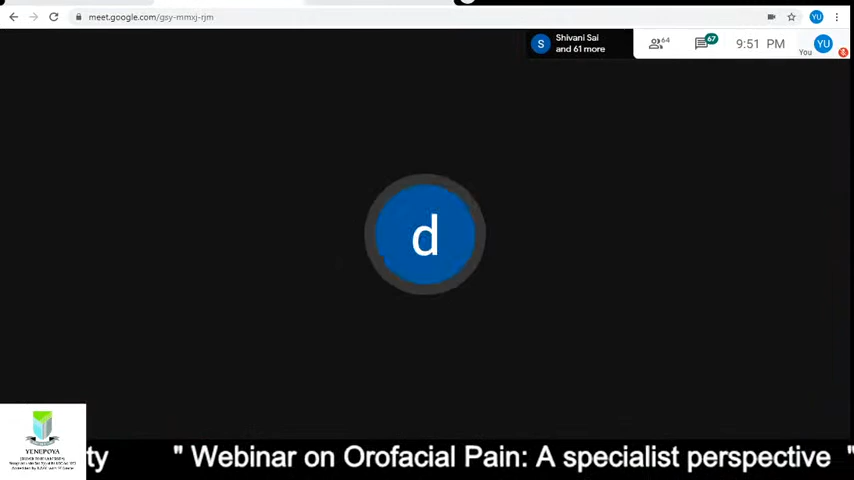 meet.google.com/gsy-mmxj-rjm
YU
S
Shivani Sai
and 61 more
64
67
9:51 PM
You
YU
d
YENEPOYA
ty " Webinar on Orofacial Pain: A specialist perspective "